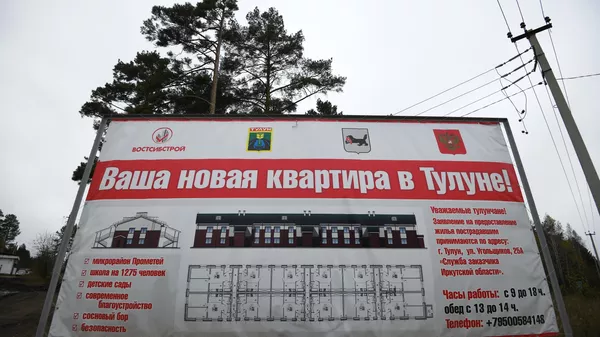 ВОСТСИБСТРОЙ
ТУЛУН
Ваша новая квартира в Тулуне!
микрорайон Прометей
школа на 1275 человек
детские сады
современное
благоустройство
сосновый бор
безопасность
Уважаемые тулунчане!
Заявление на предоставление
жилья пострадавшим
принимаются по адресу:
г. Тулун, ул. Угольщиков, 25А
«Служба заказчика
Иркутской области».
Часы работы: с 9 до 18 ч.
обед с 13 до 14 ч.
Телефон: +79500584148